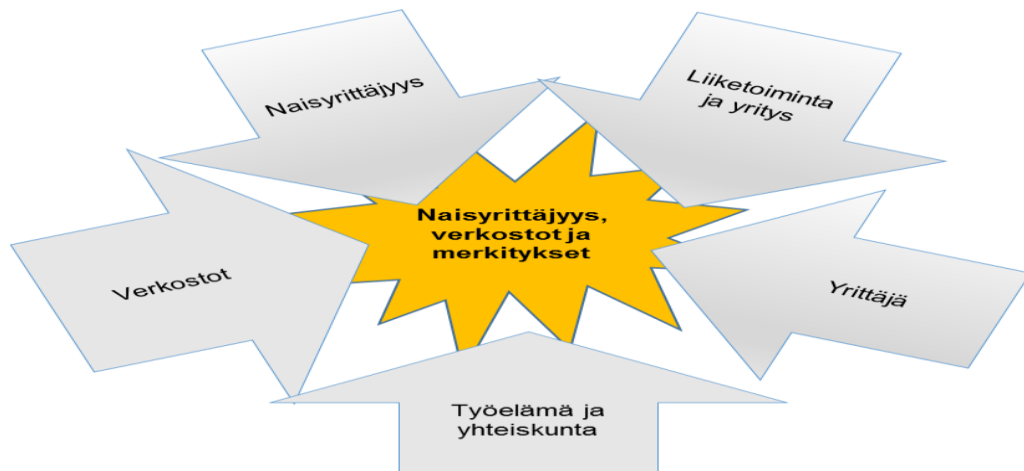 Naisyrittäjyys
Liiketoiminta
ja yritys
Naisyrittäjyys,
verkostot ja
merkitykset
Verkostot
Yrittäjä
Työelämä ja
yhteiskunta